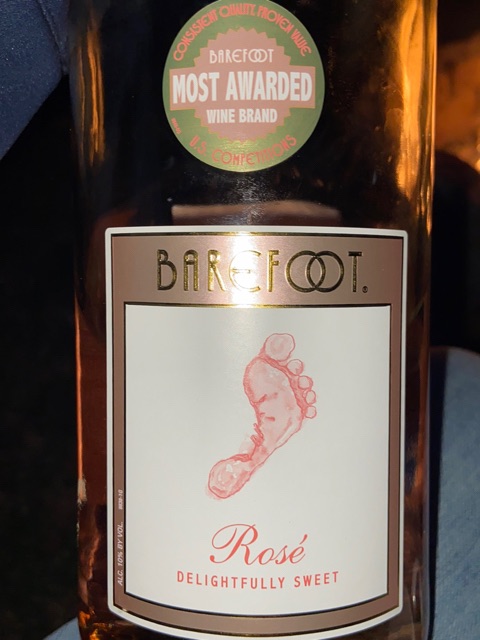 CONSISTENT QUALITY, PROVEN VALUE
BAREFOOT
MOST AWARDED
WINE BRAND
U.S. COMPETITIONS
BAREFOOT®
Rosé
DELIGHTFULLY SWEET
ALC. 10% BY VOL.